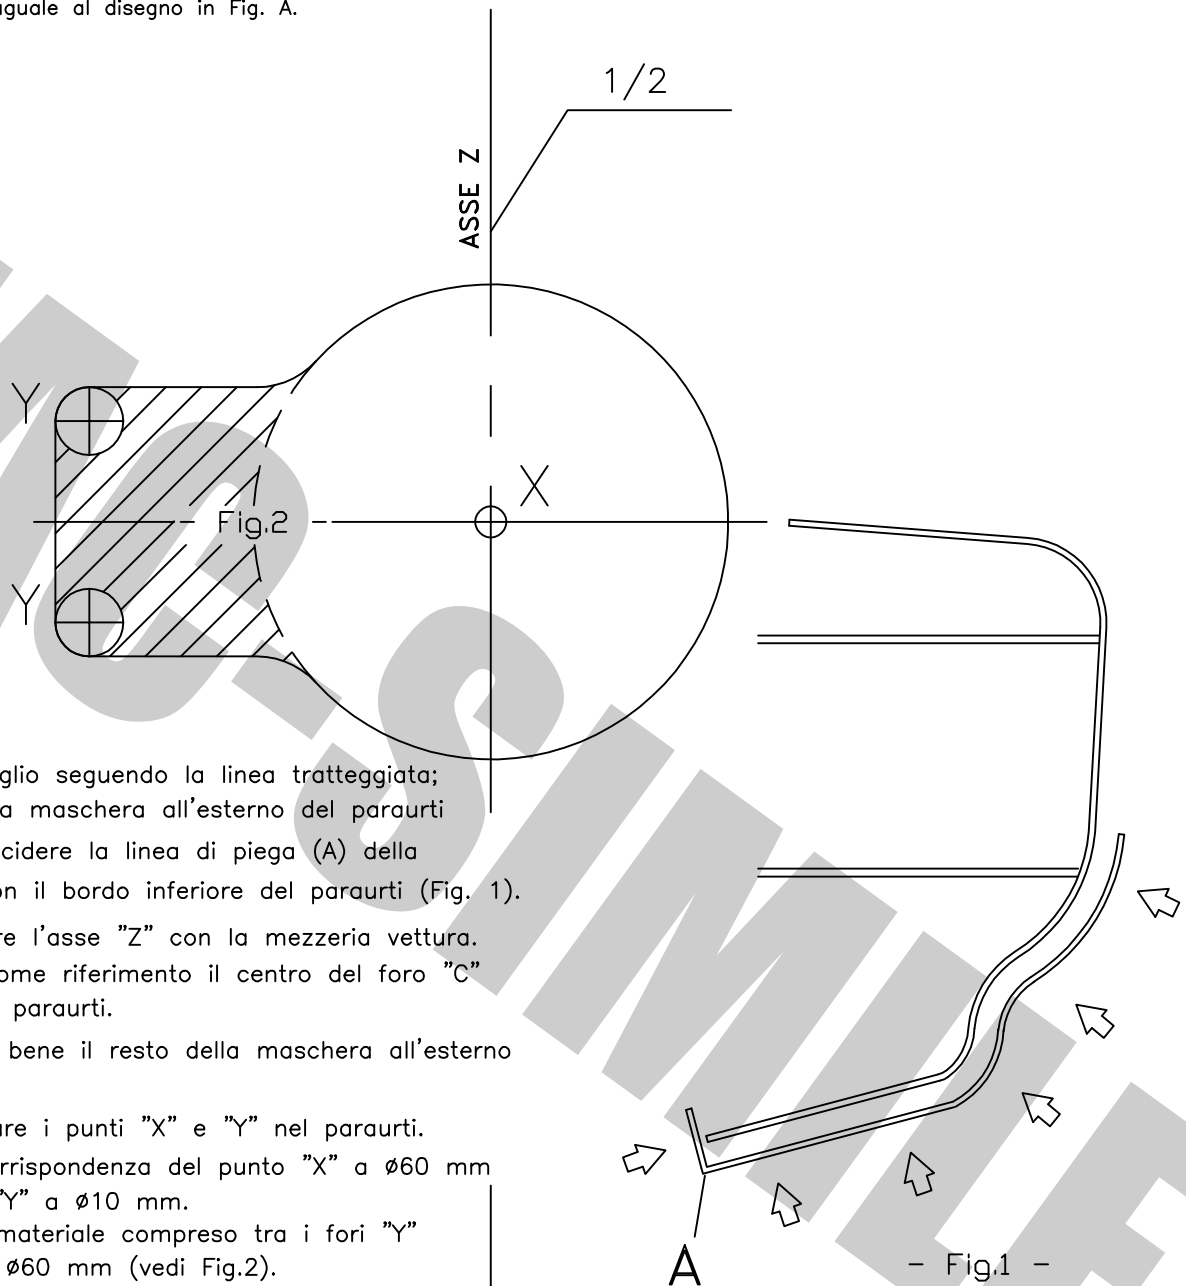 uguale al disegno in Fig. A.
1/2
ASSE Z
Y
X
Fig.2
Y
glio seguendo la linea tratteggiata;
a maschera all'esterno del paraurti
cidere la linea di piega (A) della
on il bordo inferiore del paraurti (Fig. 1).
re l'asse "Z" con la mezzeria vettura.
ome riferimento il centro del foro "C"
paraurti.
bene il resto della maschera all'esterno
are i punti "X" e "Y" nel paraurti.
rrispondenza del punto "X" a ø60 mm
"Y" a ø10 mm.
materiale compreso tra i fori "Y"
ø60 mm (vedi Fig.2).
A
- Fig.1 -
C-SIMILE